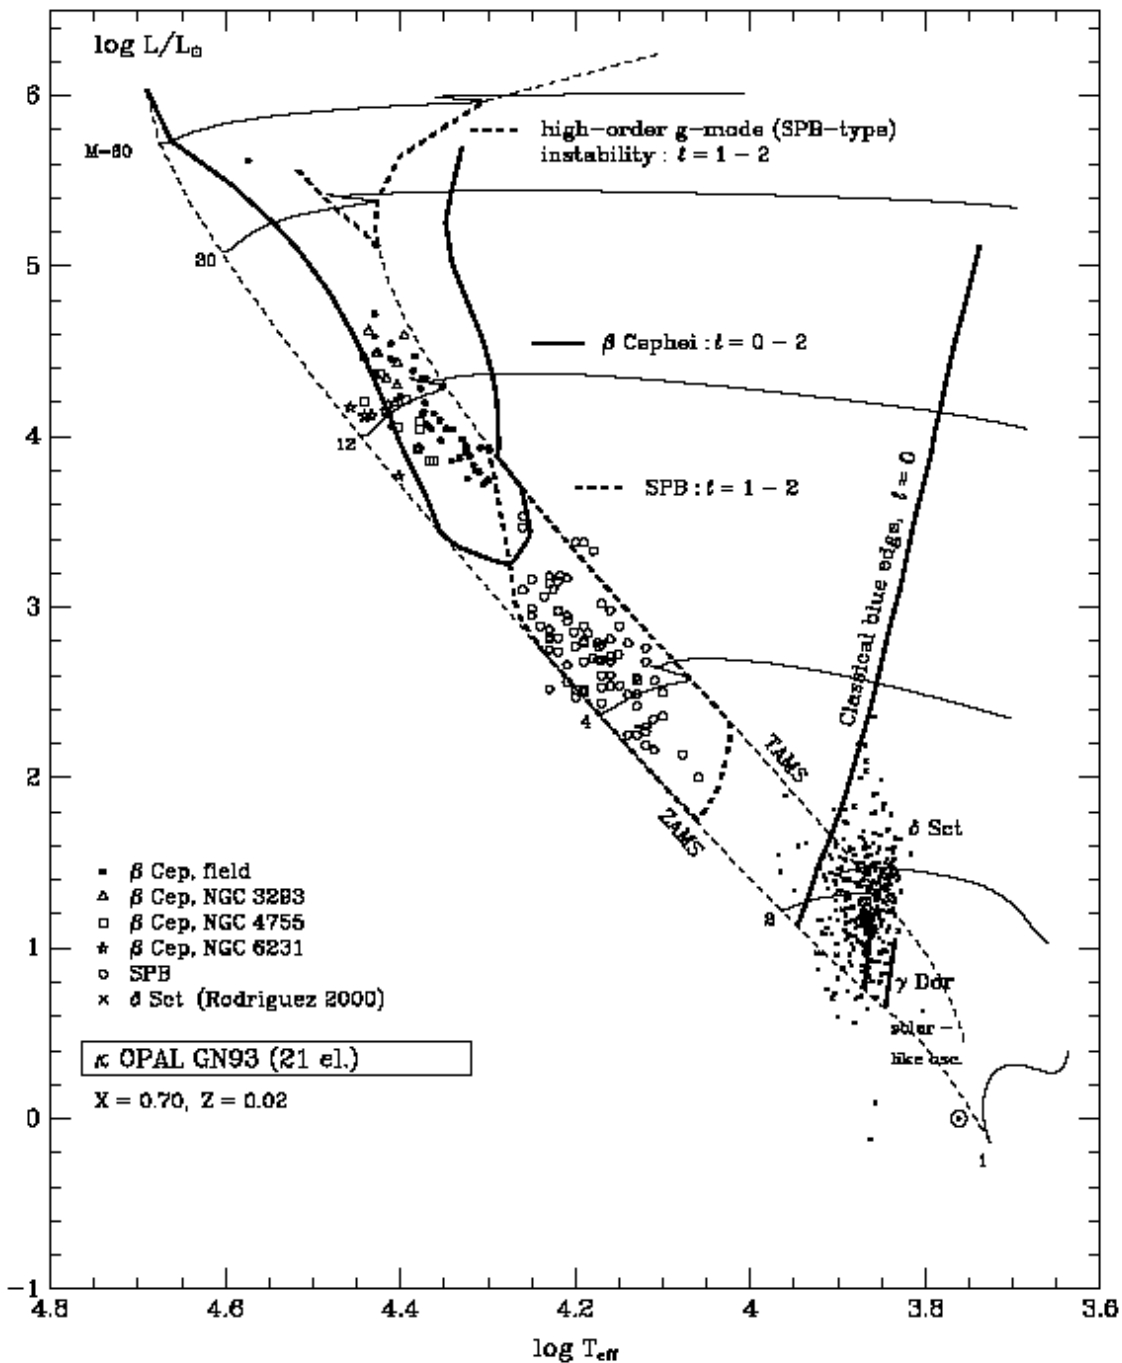 log L/L⊙
6
5
4
3
2
1
0
−1
M-60
30
12
4
2
1
high-order g-mode (SPB-type)
instability : ℓ = 1 − 2
β Cephei : ℓ = 0 − 2
SPB : ℓ = 1 − 2
Classical blue edge, ℓ = 0
TAMS
ZAMS
δ Sct
γ Dor
solar −
like osc.
β Cep, field
β Cep, NGC 3293
β Cep, NGC 4755
β Cep, NGC 6231
SPB
δ Sct (Rodriguez 2000)
κ OPAL GN93 (21 el.)
X = 0.70, Z = 0.02
4.8 4.6 4.4 4.2 4 3.8 3.6
log T_eff